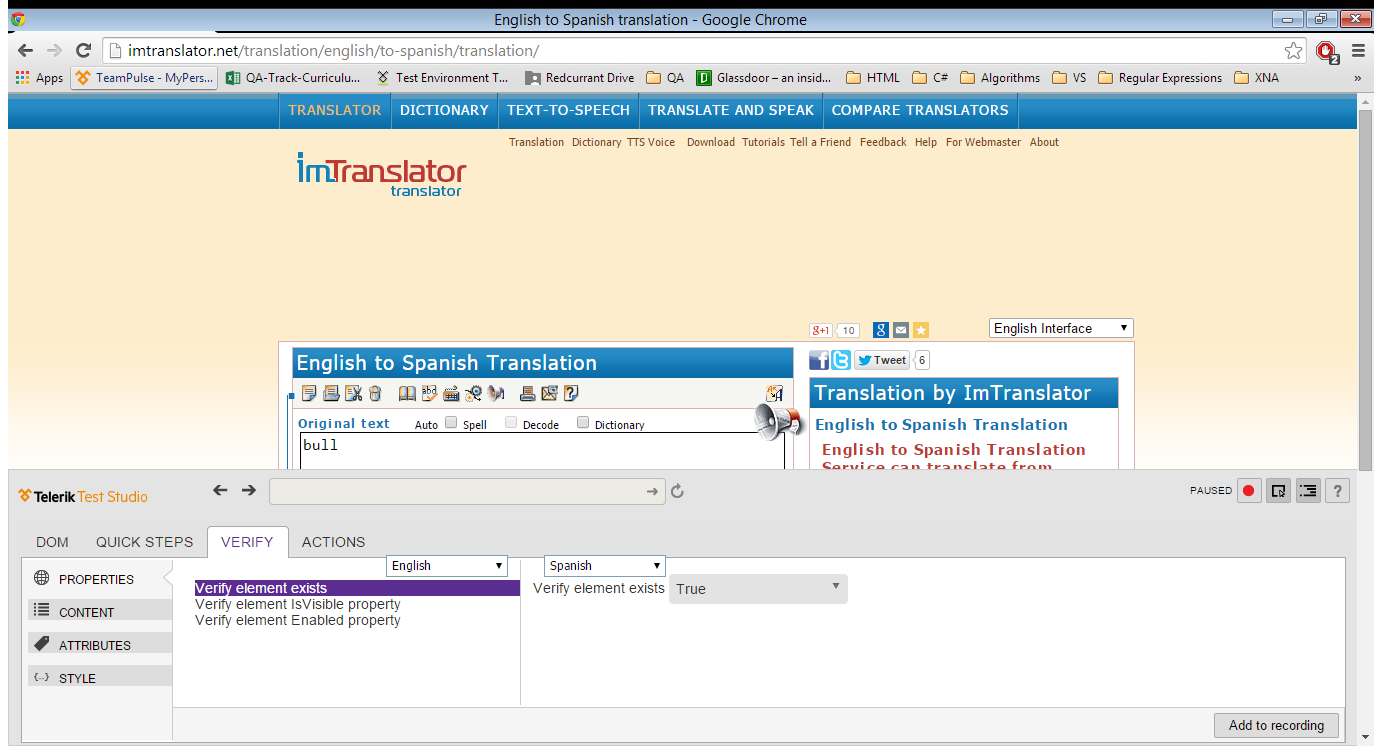 English to Spanish translation - Google Chrome
imtranslator.net/translation/english/to-spanish/translation/
2
Apps TeamPulse - MyPers... QA-Track-Curriculu... Test Environment T... Redcurrant Drive QA Glassdoor – an insid... HTML C# Algorithms VS Regular Expressions XNA »
TRANSLATOR DICTIONARY TEXT-TO-SPEECH TRANSLATE AND SPEAK COMPARE TRANSLATORS
Translation Dictionary TTS Voice Download Tutorials Tell a Friend Feedback Help For Webmaster About
imTranslator
translator
g+1 10 g English Interface
f t Tweet 6
English to Spanish Translation
Translation by ImTranslator
Original text Auto Spell Decode Dictionary
English to Spanish Translation
bull
English to Spanish Translation
Service can translate from
Telerik Test Studio
PAUSED ?
DOM QUICK STEPS VERIFY ACTIONS
English Spanish
PROPERTIES
CONTENT
ATTRIBUTES
{..} STYLE
Verify element exists
Verify element IsVisible property
Verify element Enabled property
Verify element exists True
Add to recording